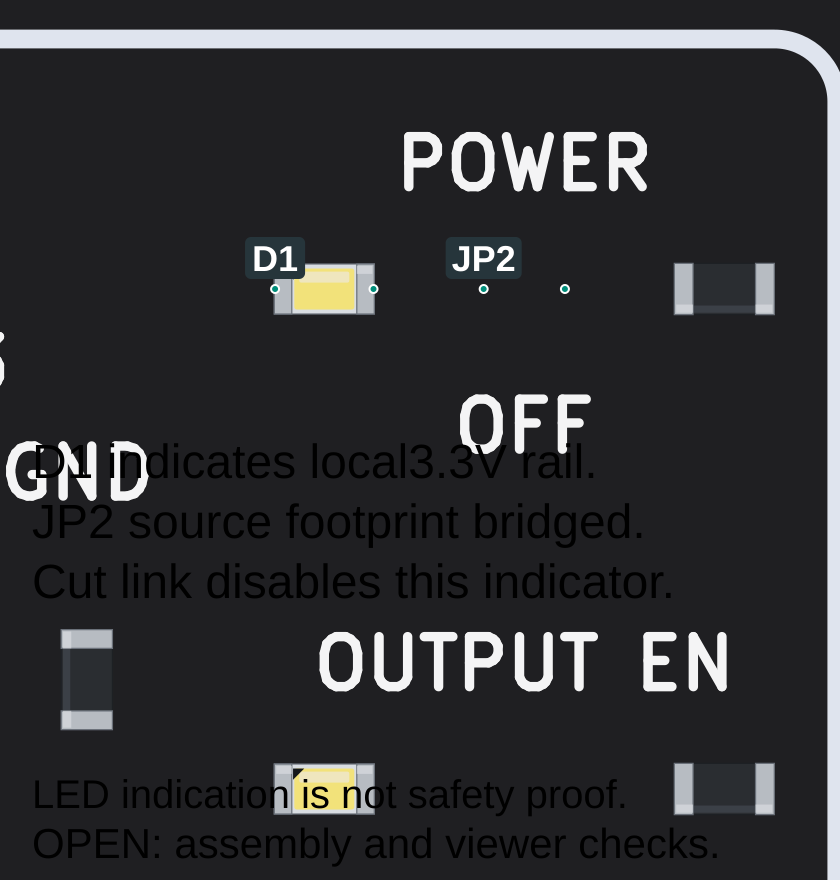 POWER
D1 JP2
OFF
GND
D1 indicates local3.3V rail.
JP2 source footprint bridged.
Cut link disables this indicator.
OUTPUT EN
LED indication is not safety proof.
OPEN: assembly and viewer checks.